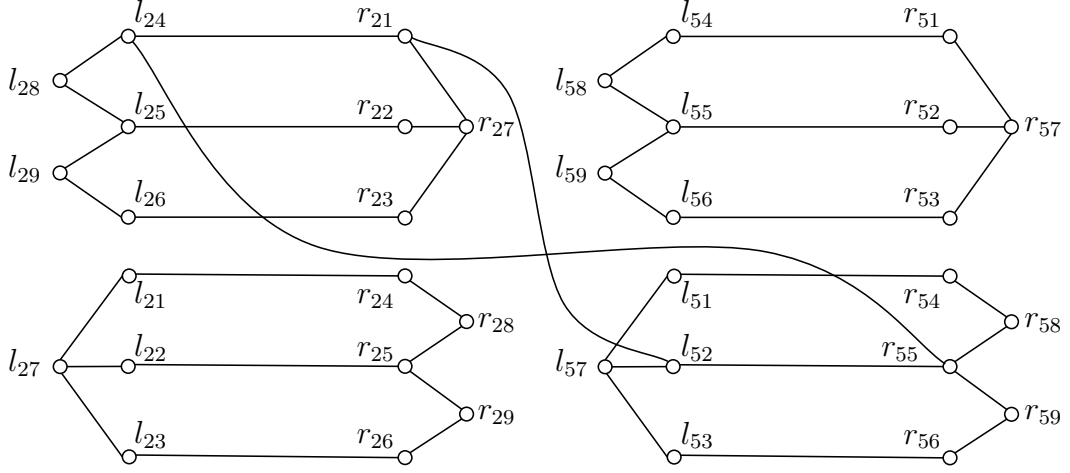 l24 r21 l54 r51
l28 l58
l25 r22 r27 l55 r52 r57
l29 l59
l26 r23 l56 r53
l21 r24 l51 r54
r28 r58
l27 l22 r25 l57 l52 r55
r29 r59
l23 r26 l53 r56